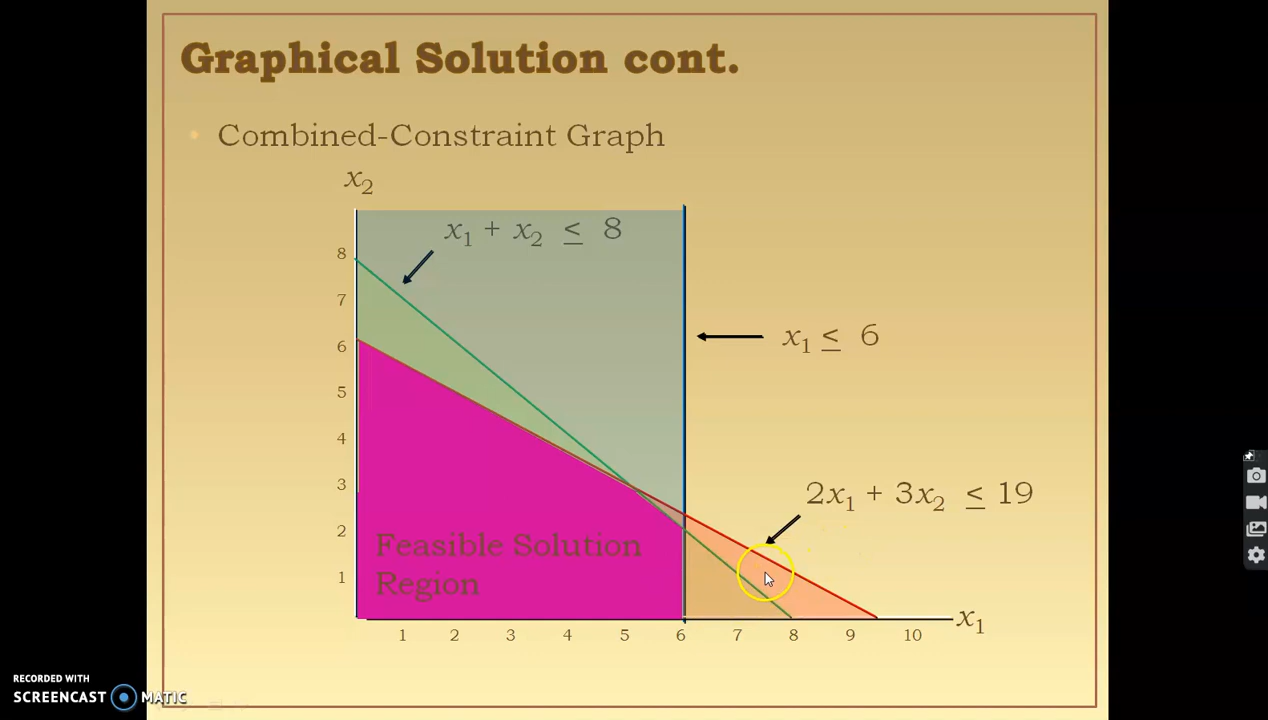 Graphical Solution cont.
• Combined-Constraint Graph
x₂
x₁ + x₂ ≤ 8
8
7
x₁ ≤ 6
6
5
4
3
2x₁ + 3x₂ ≤ 19
2
Feasible Solution
Region
1
x₁
1 2 3 4 5 6 7 8 9 10
RECORDED WITH
SCREENCAST MATIC